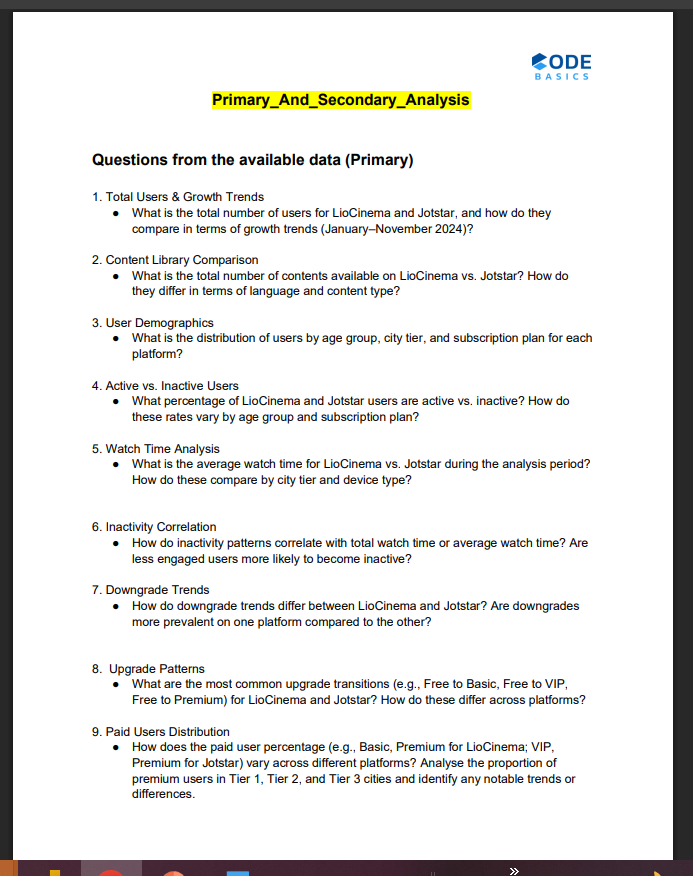 CODE
BASICS
Primary_And_Secondary_Analysis
Questions from the available data (Primary)
1. Total Users & Growth Trends
● What is the total number of users for LioCinema and Jotstar, and how do they
compare in terms of growth trends (January–November 2024)?
2. Content Library Comparison
● What is the total number of contents available on LioCinema vs. Jotstar? How do
they differ in terms of language and content type?
3. User Demographics
● What is the distribution of users by age group, city tier, and subscription plan for each
platform?
4. Active vs. Inactive Users
● What percentage of LioCinema and Jotstar users are active vs. inactive? How do
these rates vary by age group and subscription plan?
5. Watch Time Analysis
● What is the average watch time for LioCinema vs. Jotstar during the analysis period?
How do these compare by city tier and device type?
6. Inactivity Correlation
● How do inactivity patterns correlate with total watch time or average watch time? Are
less engaged users more likely to become inactive?
7. Downgrade Trends
● How do downgrade trends differ between LioCinema and Jotstar? Are downgrades
more prevalent on one platform compared to the other?
8. Upgrade Patterns
● What are the most common upgrade transitions (e.g., Free to Basic, Free to VIP,
Free to Premium) for LioCinema and Jotstar? How do these differ across platforms?
9. Paid Users Distribution
● How does the paid user percentage (e.g., Basic, Premium for LioCinema; VIP,
Premium for Jotstar) vary across different platforms? Analyse the proportion of
premium users in Tier 1, Tier 2, and Tier 3 cities and identify any notable trends or
differences.